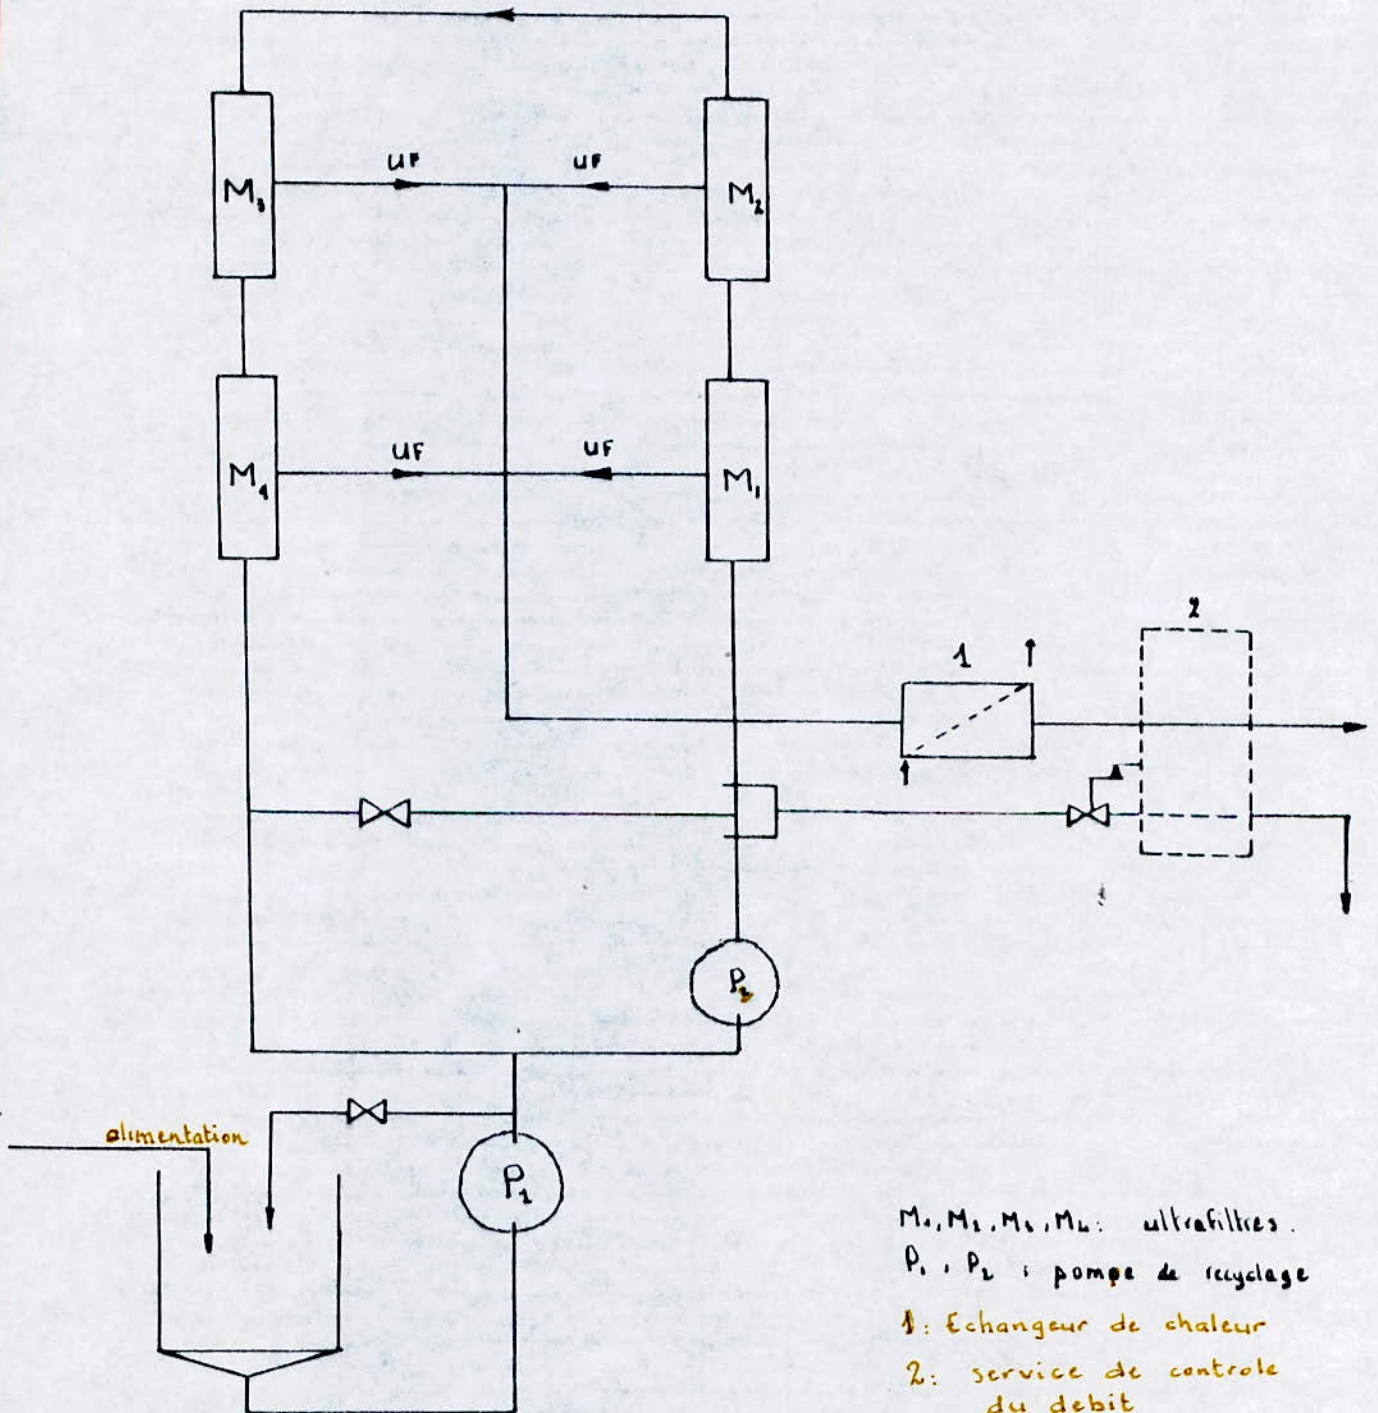 UF
UF
M₃
M₂
UF
UF
M₄
M₁
2
1
P₂
alimentation
P₁
M₁, M₂, M₃, M₄: ultrafiltres.
P₁, P₂ : pompe de recyclage
1: Echangeur de chaleur
2: service de controle
du debit